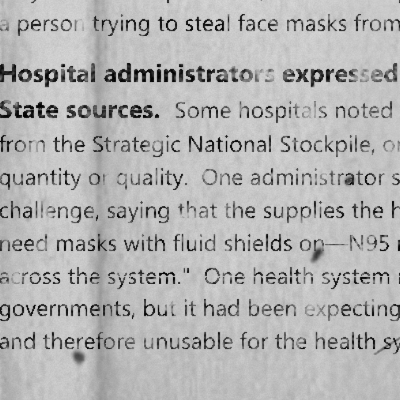 a person trying to steal face masks from
Hospital administrators expressed
State sources. Some hospitals noted
from the Strategic National Stockpile,
quantity or quality. One administrator
challenge, saying that the supplies the
need masks with fluid shields on—N95
across the system." One health system
governments, but it had been expecting
and therefore unusable for the health